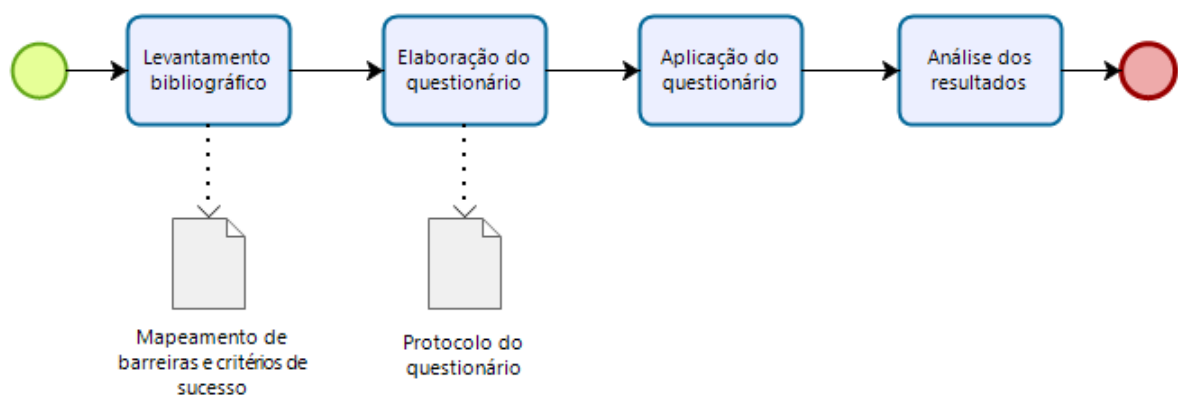 Levantamento
bibliográfico
Elaboração do
questionário
Aplicação do
questionário
Análise dos
resultados
Mapeamento de
barreiras e critérios de
sucesso
Protocolo do
questionário